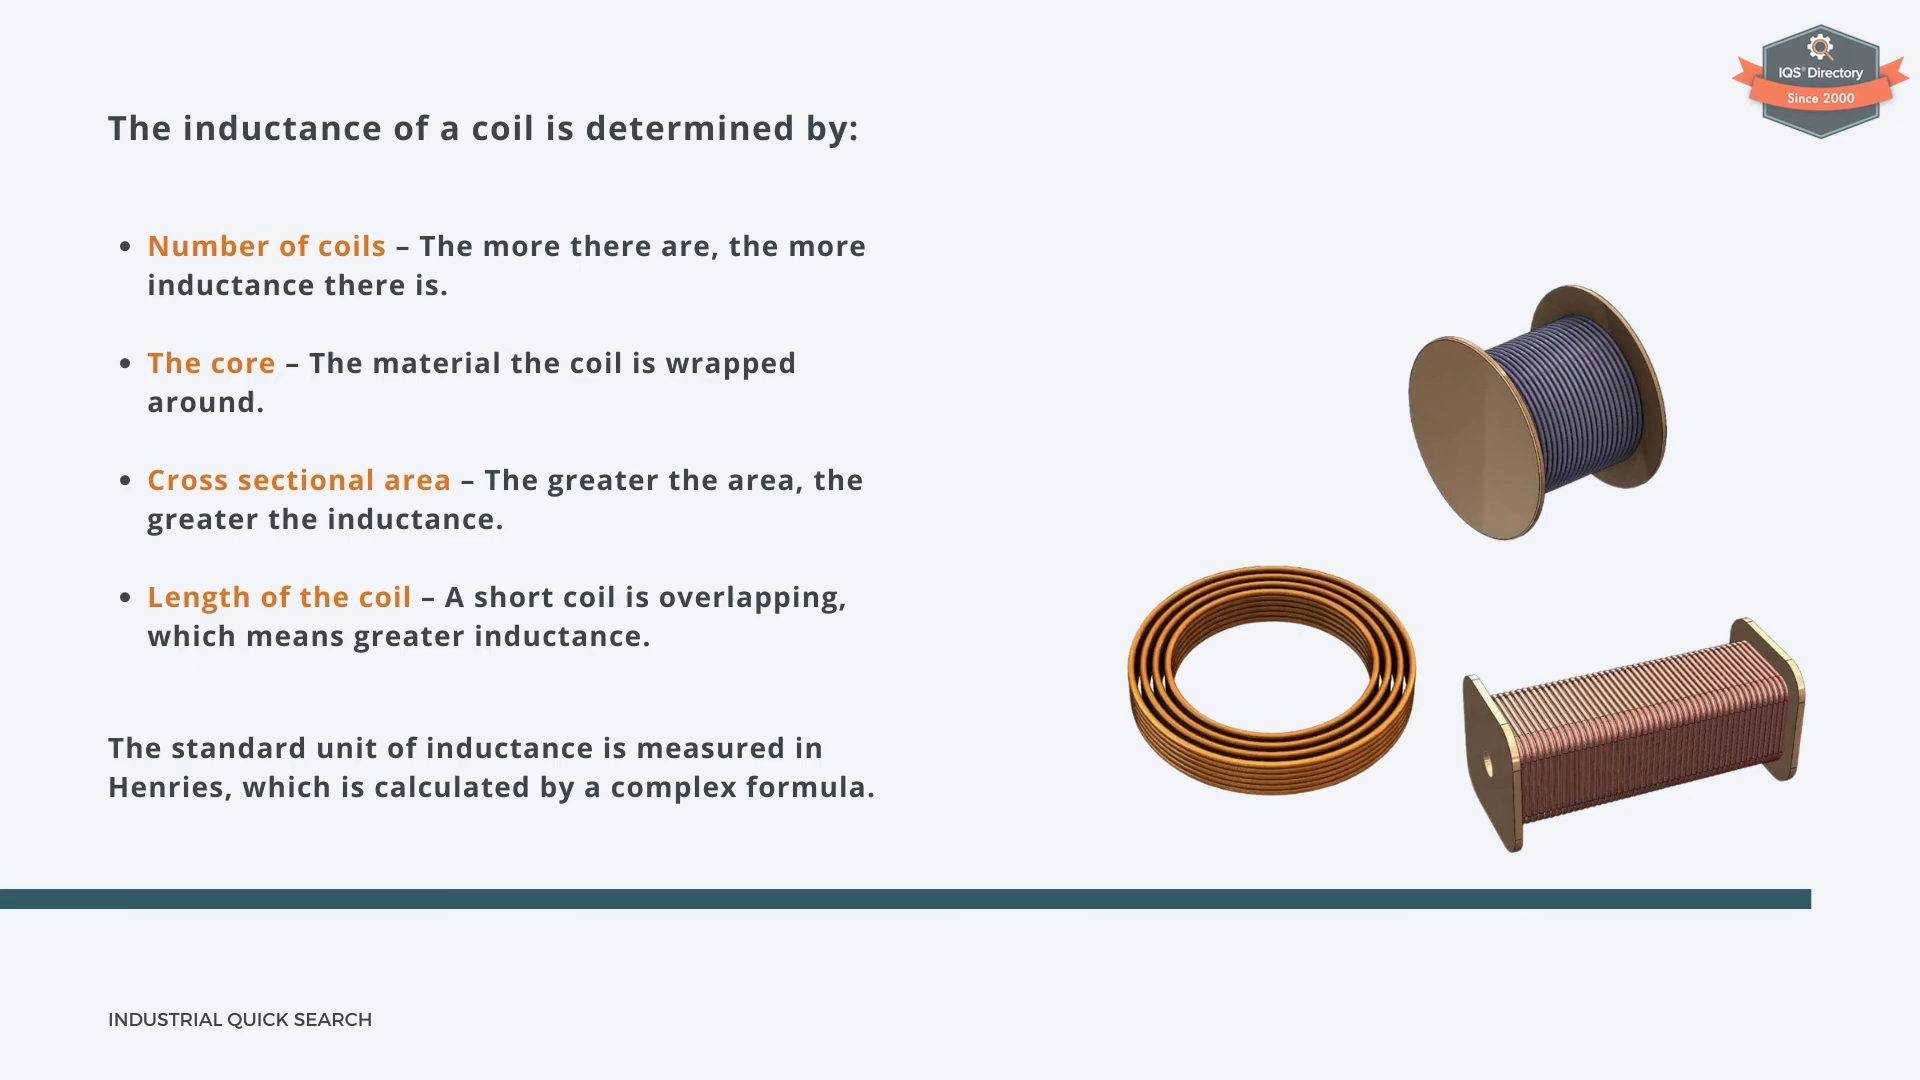 IQS® Directory
Since 2000
The inductance of a coil is determined by:
• Number of coils – The more there are, the more
inductance there is.
• The core – The material the coil is wrapped
around.
• Cross sectional area – The greater the area, the
greater the inductance.
• Length of the coil – A short coil is overlapping,
which means greater inductance.
The standard unit of inductance is measured in
Henries, which is calculated by a complex formula.
INDUSTRIAL QUICK SEARCH